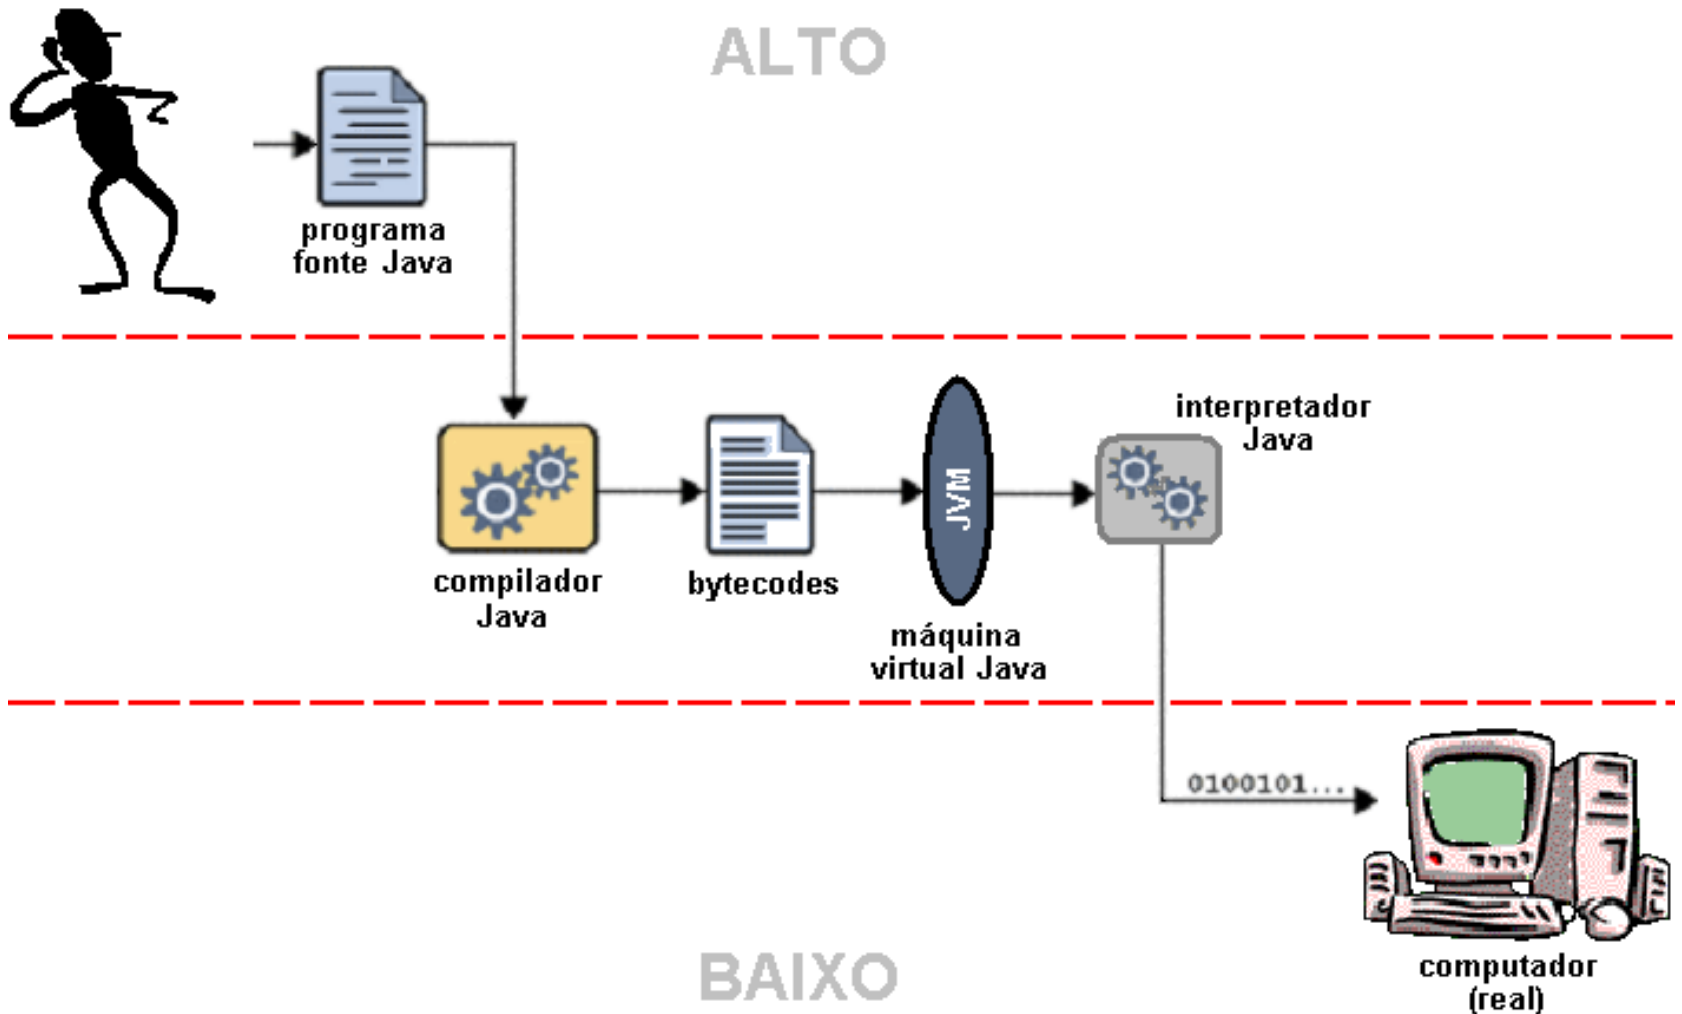 ALTO
programa
fonte Java
interpretador
Java
JVM
compilador
Java
bytecodes
máquina
virtual Java
0100101...
BAIXO
computador
(real)